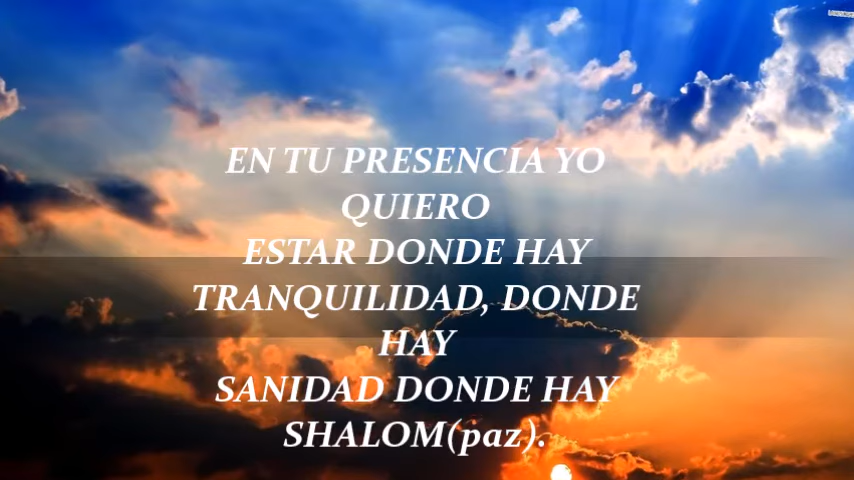 EN TU PRESENCIA YO
QUIERO
ESTAR DONDE HAY
TRANQUILIDAD, DONDE
HAY
SANIDAD DONDE HAY
SHALOM(paz).